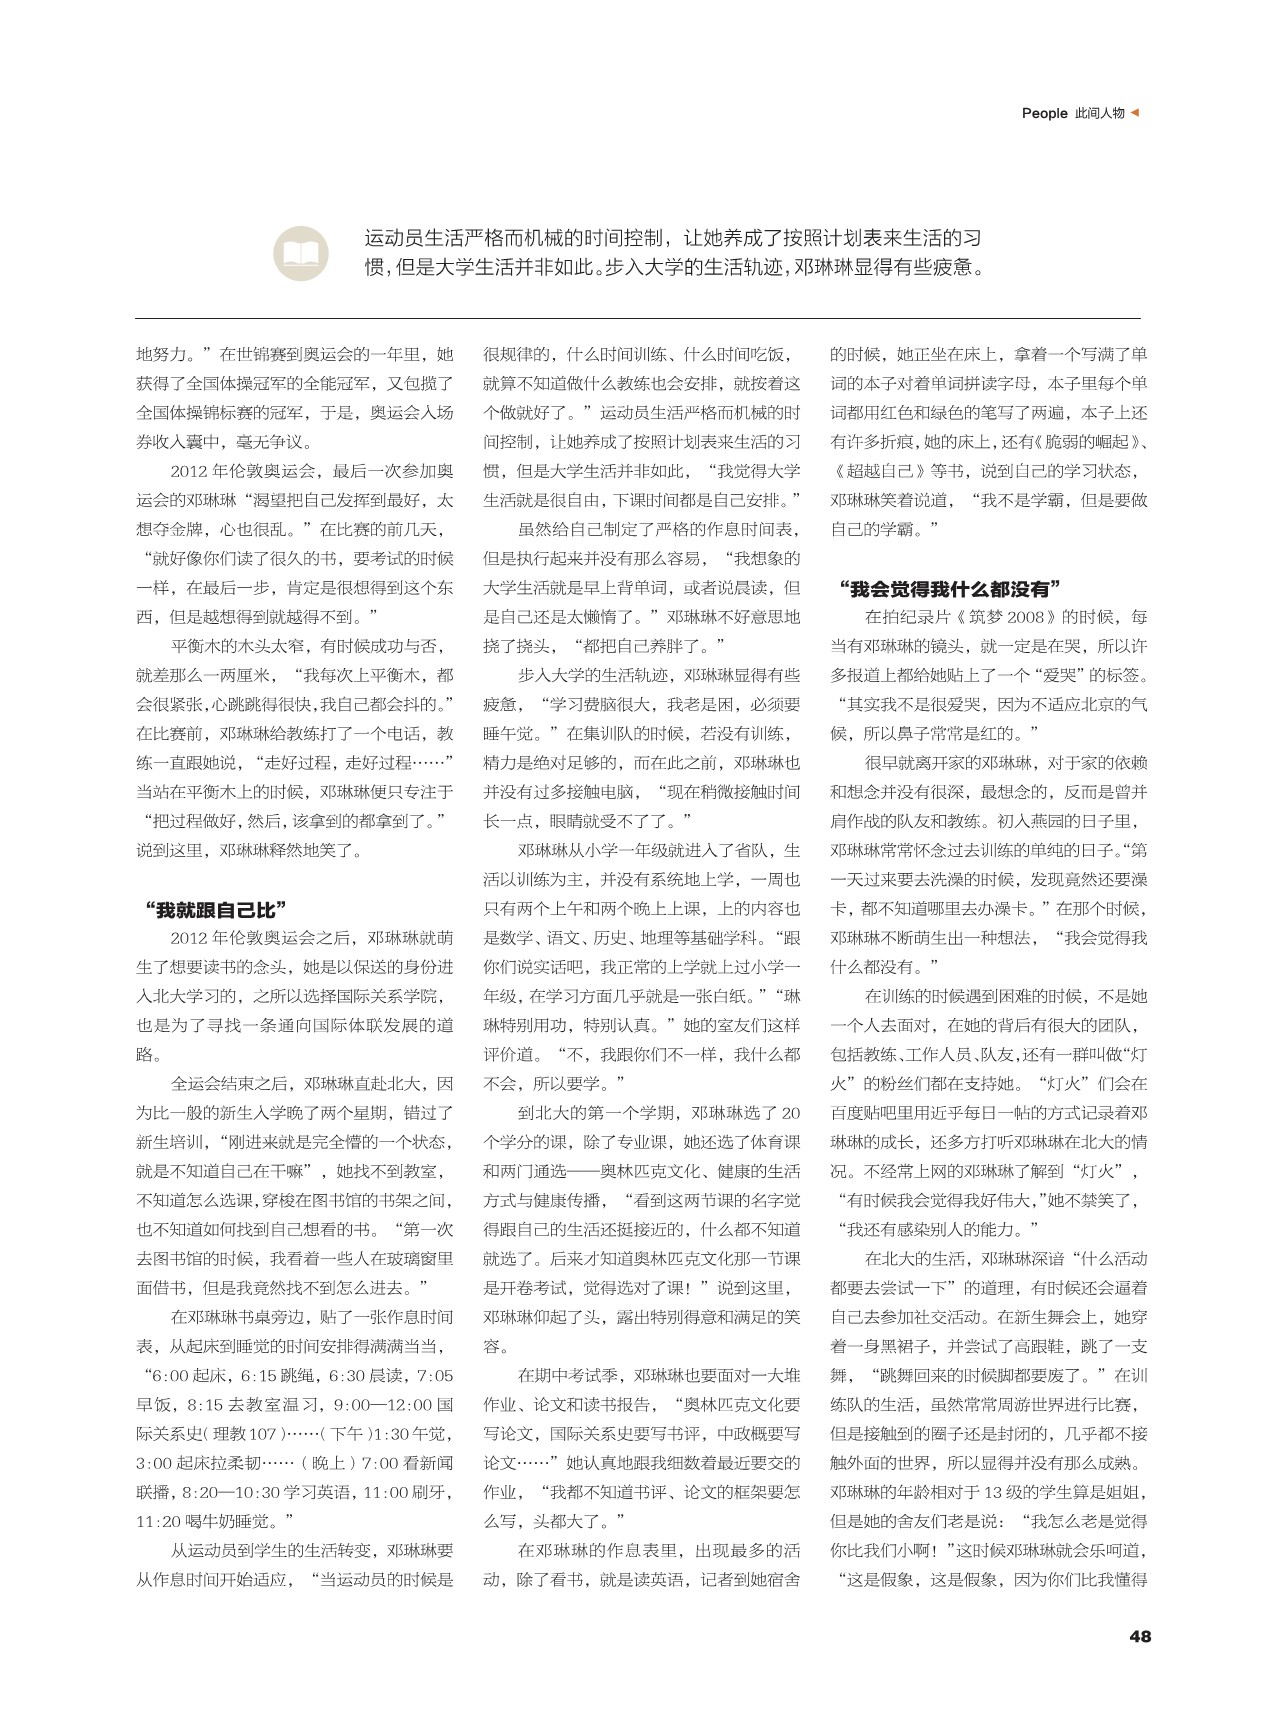 People 此间人物
运动员生活严格而机械的时间控制，让她养成了按照计划表来生活的习
惯，但是大学生活并非如此。步入大学的生活轨迹，邓琳琳显得有些疲惫。
地努力。”在世锦赛到奥运会的一年里，她
获得了全国体操冠军的全能冠军，又包揽了
全国体操锦标赛的冠军，于是，奥运会入场
券收入囊中，毫无争议。
2012 年伦敦奥运会，最后一次参加奥
运会的邓琳琳“渴望把自己发挥到最好，太
想夺金牌，心也很乱。”在比赛的前几天，
“就好像你们读了很久的书，要考试的时候
一样，在最后一步，肯定是很想得到这个东
西，但是越想得到就越得不到。”
平衡木的木头太窄，有时候成功与否，
就差那么一两厘米，“我每次上平衡木，都
会很紧张，心跳跳得很快，我自己都会抖的。”
在比赛前，邓琳琳给教练打了一个电话，教
练一直跟她说，“走好过程，走好过程……”
当站在平衡木上的时候，邓琳琳便只专注于
“把过程做好，然后，该拿到的都拿到了。”
说到这里，邓琳琳释然地笑了。
“我就跟自己比”
2012 年伦敦奥运会之后，邓琳琳就萌
生了想要读书的念头，她是以保送的身份进
入北大学习的，之所以选择国际关系学院，
也是为了寻找一条通向国际体联发展的道
路。
全运会结束之后，邓琳琳直赴北大，因
为比一般的新生入学晚了两个星期，错过了
新生培训，“刚进来就是完全懵的一个状态，
就是不知道自己在干嘛”，她找不到教室，
不知道怎么选课，穿梭在图书馆的书架之间，
也不知道如何找到自己想看的书。“第一次
去图书馆的时候，我看着一些人在玻璃窗里
面借书，但是我竟然找不到怎么进去。”
在邓琳琳书桌旁边，贴了一张作息时间
表，从起床到睡觉的时间安排得满满当当，
“6:00 起床，6:15 跳绳，6:30 晨读，7:05
早饭，8:15 去教室温习，9:00—12:00 国
际关系史（理教107）……（下午）1:30 午觉，
3:00 起床拉柔韧……（晚上）7:00 看新闻
联播，8:20—10:30 学习英语，11:00 刷牙，
11:20 喝牛奶睡觉。”
从运动员到学生的生活转变，邓琳琳要
从作息时间开始适应，“当运动员的时候是
很规律的，什么时间训练、什么时间吃饭，
就算不知道做什么教练也会安排，就按着这
个做就好了。”运动员生活严格而机械的时
间控制，让她养成了按照计划表来生活的习
惯，但是大学生活并非如此，“我觉得大学
生活就是很自由，下课时间都是自己安排。”
虽然给自己制定了严格的作息时间表，
但是执行起来并没有那么容易，“我想象的
大学生活就是早上背单词，或者说晨读，但
是自己还是太懒惰了。”邓琳琳不好意思地
挠了挠头，“都把自己养胖了。”
步入大学的生活轨迹，邓琳琳显得有些
疲惫，“学习费脑很大，我老是困，必须要
睡午觉。”在集训队的时候，若没有训练，
精力是绝对足够的，而在此之前，邓琳琳也
并没有过多接触电脑，“现在稍微接触时间
长一点，眼睛就受不了了。”
邓琳琳从小学一年级就进入了省队，生
活以训练为主，并没有系统地上学，一周也
只有两个上午和两个晚上上课，上的内容也
是数学、语文、历史、地理等基础学科。“跟
你们说实话吧，我正常的上学就上过小学一
年级，在学习方面几乎就是一张白纸。”“琳
琳特别用功，特别认真。”她的室友们这样
评价道。“不，我跟你们不一样，我什么都
不会，所以要学。”
到北大的第一个学期，邓琳琳选了 20
个学分的课，除了专业课，她还选了体育课
和两门通选——奥林匹克文化、健康的生活
方式与健康传播，“看到这两节课的名字觉
得跟自己的生活还挺接近的，什么都不知道
就选了。后来才知道奥林匹克文化那一节课
是开卷考试，觉得选对了课！”说到这里，
邓琳琳仰起了头，露出特别得意和满足的笑
容。
在期中考试季，邓琳琳也要面对一大堆
作业、论文和读书报告，“奥林匹克文化要
写论文，国际关系史要写书评，中政概要写
论文……”她认真地跟我细数着最近要交的
作业，“我都不知道书评、论文的框架要怎
么写，头都大了。”
在邓琳琳的作息表里，出现最多的活
动，除了看书，就是读英语，记者到她宿舍
的时候，她正坐在床上，拿着一个写满了单
词的本子对着单词拼读字母，本子里每个单
词都用红色和绿色的笔写了两遍，本子上还
有许多折痕，她的床上，还有《脆弱的崛起》、
《超越自己》等书，说到自己的学习状态，
邓琳琳笑着说道，“我不是学霸，但是要做
自己的学霸。”
“我会觉得我什么都没有”
在拍纪录片《筑梦 2008》的时候，每
当有邓琳琳的镜头，就一定是在哭，所以许
多报道上都给她贴上了一个“爱哭”的标签。
“其实我不是很爱哭，因为不适应北京的气
候，所以鼻子常常是红的。”
很早就离开家的邓琳琳，对于家的依赖
和想念并没有很深，最想念的，反而是曾并
肩作战的队友和教练。初入燕园的日子里，
邓琳琳常常怀念过去训练的单纯的日子。“第
一天过来要去洗澡的时候，发现竟然还要澡
卡，都不知道哪里去办澡卡。”在那个时候，
邓琳琳不断萌生出一种想法，“我会觉得我
什么都没有。”
在训练的时候遇到困难的时候，不是她
一个人去面对，在她的背后有很大的团队，
包括教练、工作人员、队友，还有一群叫做“灯
火”的粉丝们都在支持她。“灯火”们会在
百度贴吧里用近乎每日一帖的方式记录着邓
琳琳的成长，还多方打听邓琳琳在北大的情
况。不经常上网的邓琳琳了解到“灯火”，
“有时候我会觉得我好伟大，”她不禁笑了，
“我还有感染别人的能力。”
在北大的生活，邓琳琳深谙“什么活动
都要去尝试一下”的道理，有时候还会逼着
自己去参加社交活动。在新生舞会上，她穿
着一身黑裙子，并尝试了高跟鞋，跳了一支
舞，“跳舞回来的时候脚都要废了。”在训
练队的生活，虽然常常周游世界进行比赛，
但是接触到的圈子还是封闭的，几乎都不接
触外面的世界，所以显得并没有那么成熟。
邓琳琳的年龄相对于 13 级的学生算是姐姐，
但是她的舍友们老是说：“我怎么老是觉得
你比我们小啊！”这时候邓琳琳就会乐呵道，
“这是假象，这是假象，因为你们比我懂得
48